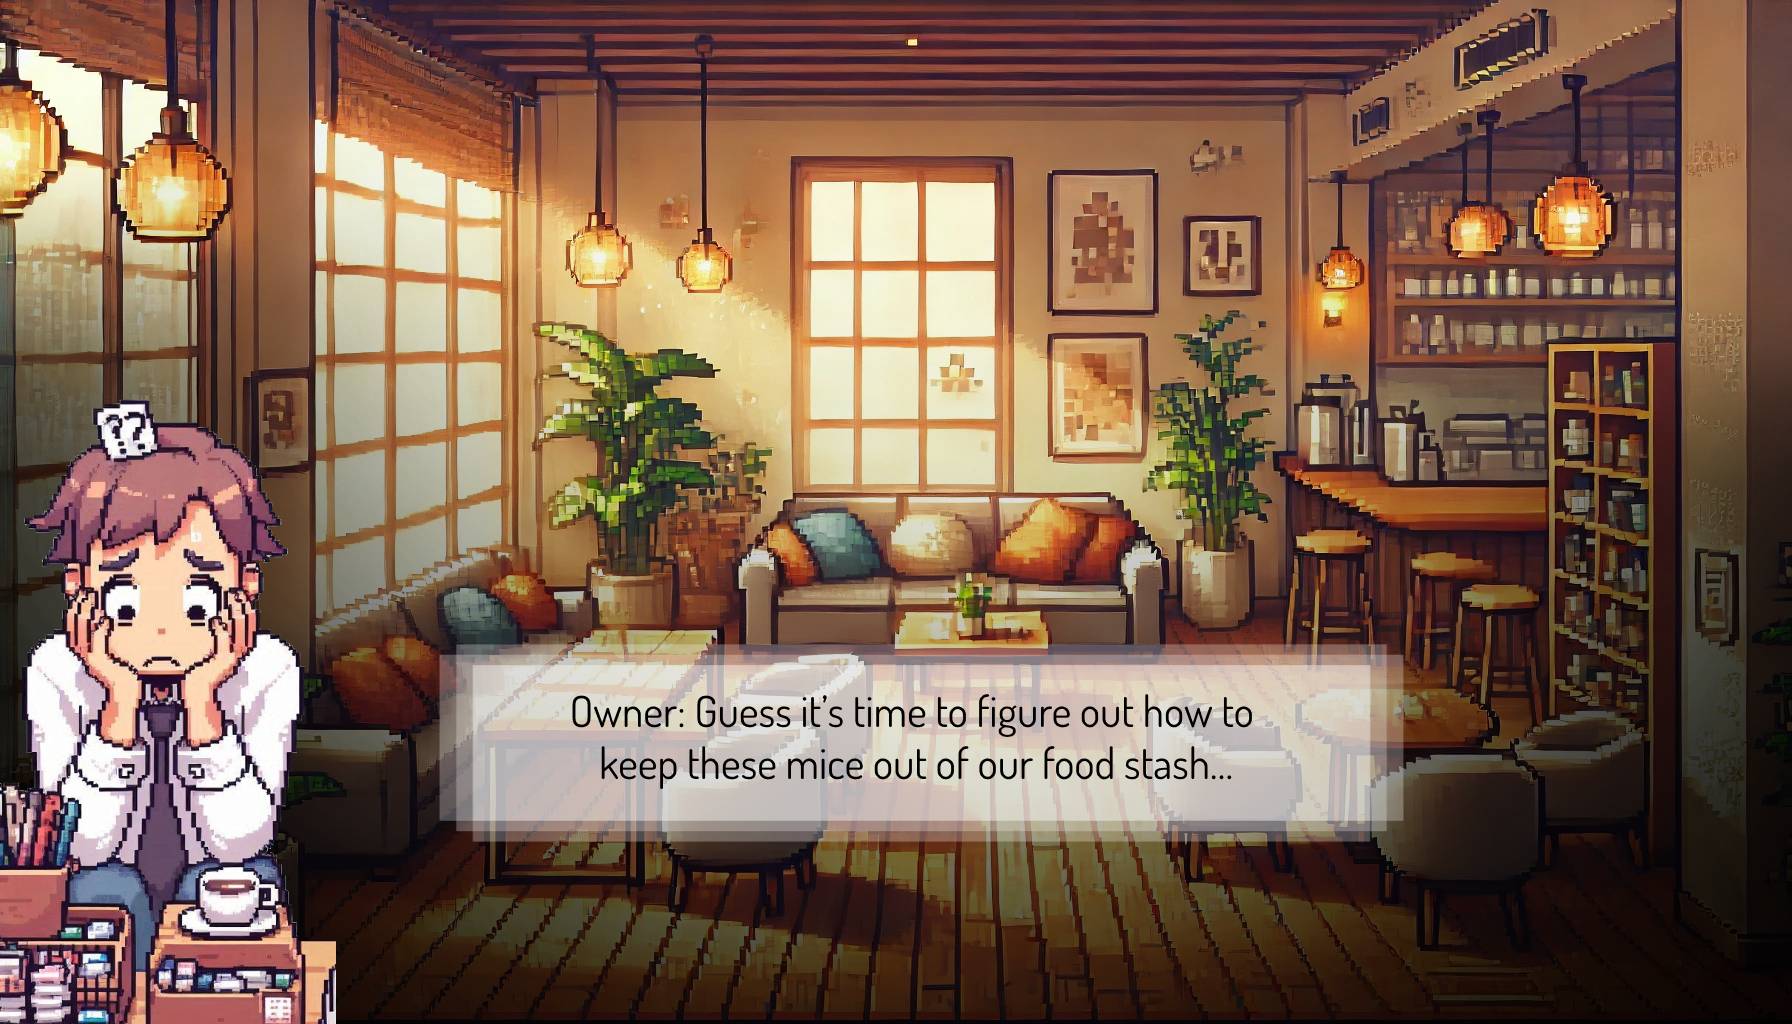 ??
Owner: Guess it’s time to figure out how to
keep these mice out of our food stash...